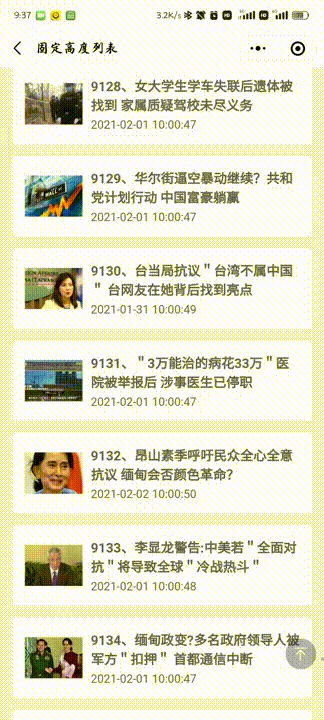 9:37
3.2K/s
固定高度列表
9128、女大学生学车失联后遗体被
找到 家属质疑驾校未尽义务
2021-02-01 10:00:47
9129、华尔街逼空暴动继续？共和
党计划行动 中国富豪躺赢
2021-02-01 10:00:47
9130、台当局抗议＂台湾不属中国
＂ 台网友在她背后找到亮点
2021-01-31 10:00:49
9131、＂3万能治的病花33万＂医
院被举报后 涉事医生已停职
2021-02-01 10:00:47
9132、昂山素季呼吁民众全心全意
抗议 缅甸会否颜色革命？
2021-02-02 10:00:50
9133、李显龙警告:中美若＂全面对
抗＂将导致全球＂冷战热斗＂
2021-02-01 10:00:48
9134、缅甸政变?多名政府领导人被
军方＂扣押＂ 首都通信中断
2021-02-01 10:00:47